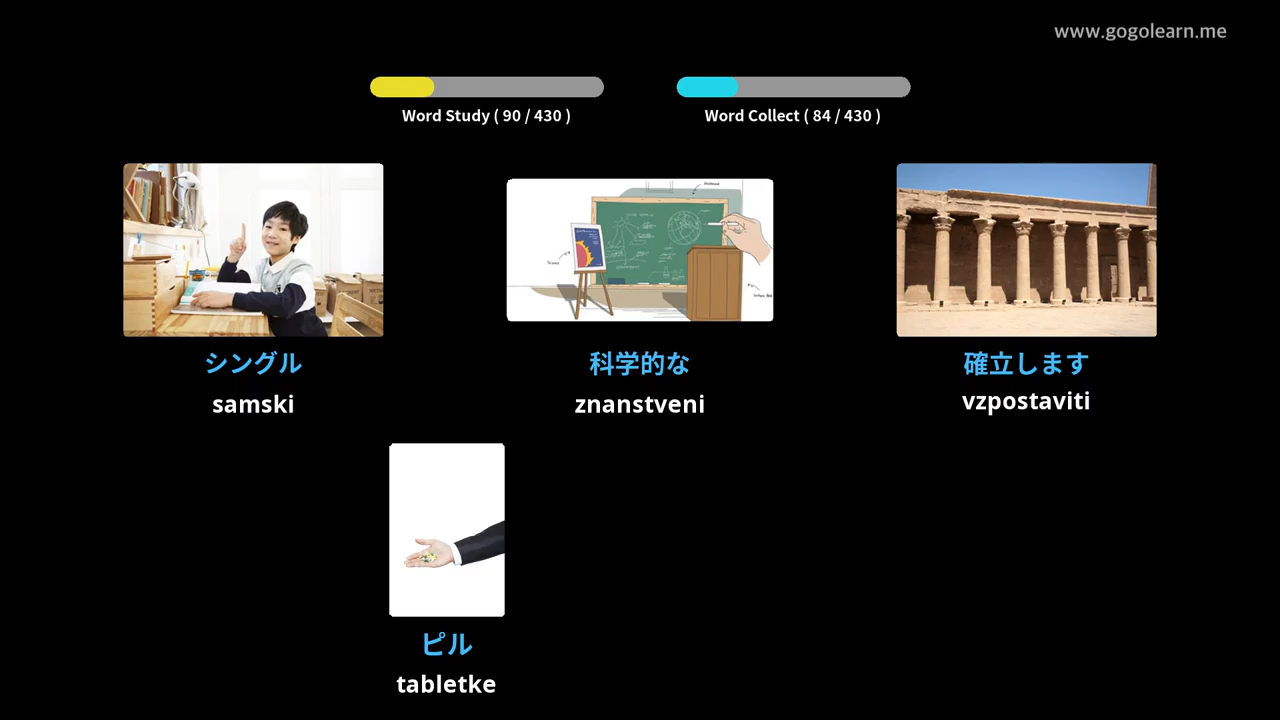 www.gogolearn.me
Word Study ( 90 / 430 )
Word Collect ( 84 / 430 )
シングル
samski
科学的な
znanstveni
確立します
vzpostaviti
ピル
tabletke